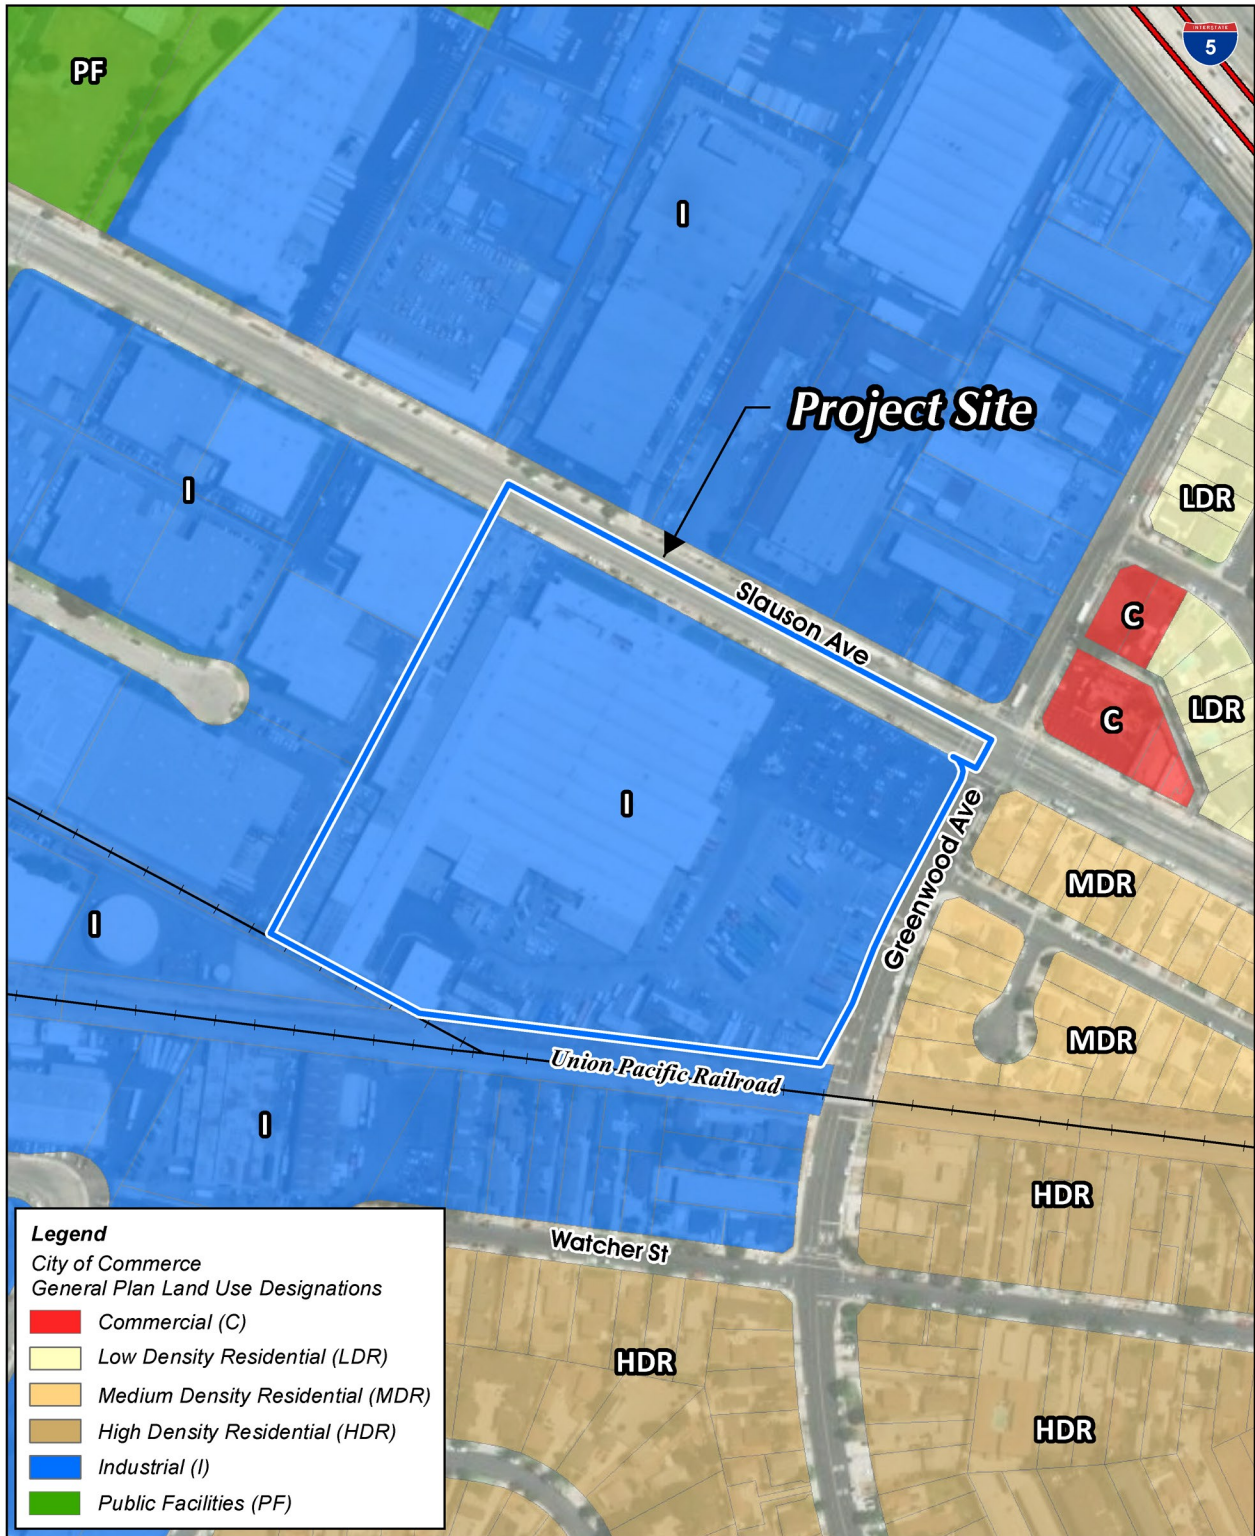 INTERSTATE
5
PF
I
Project Site
I
LDR
Slauson Ave
C
C
LDR
I
Greenwood Ave
MDR
I
MDR
Union Pacific Railroad
I
HDR
Watcher St
HDR
HDR
Legend
City of Commerce
General Plan Land Use Designations
Commercial (C)
Low Density Residential (LDR)
Medium Density Residential (MDR)
High Density Residential (HDR)
Industrial (I)
Public Facilities (PF)